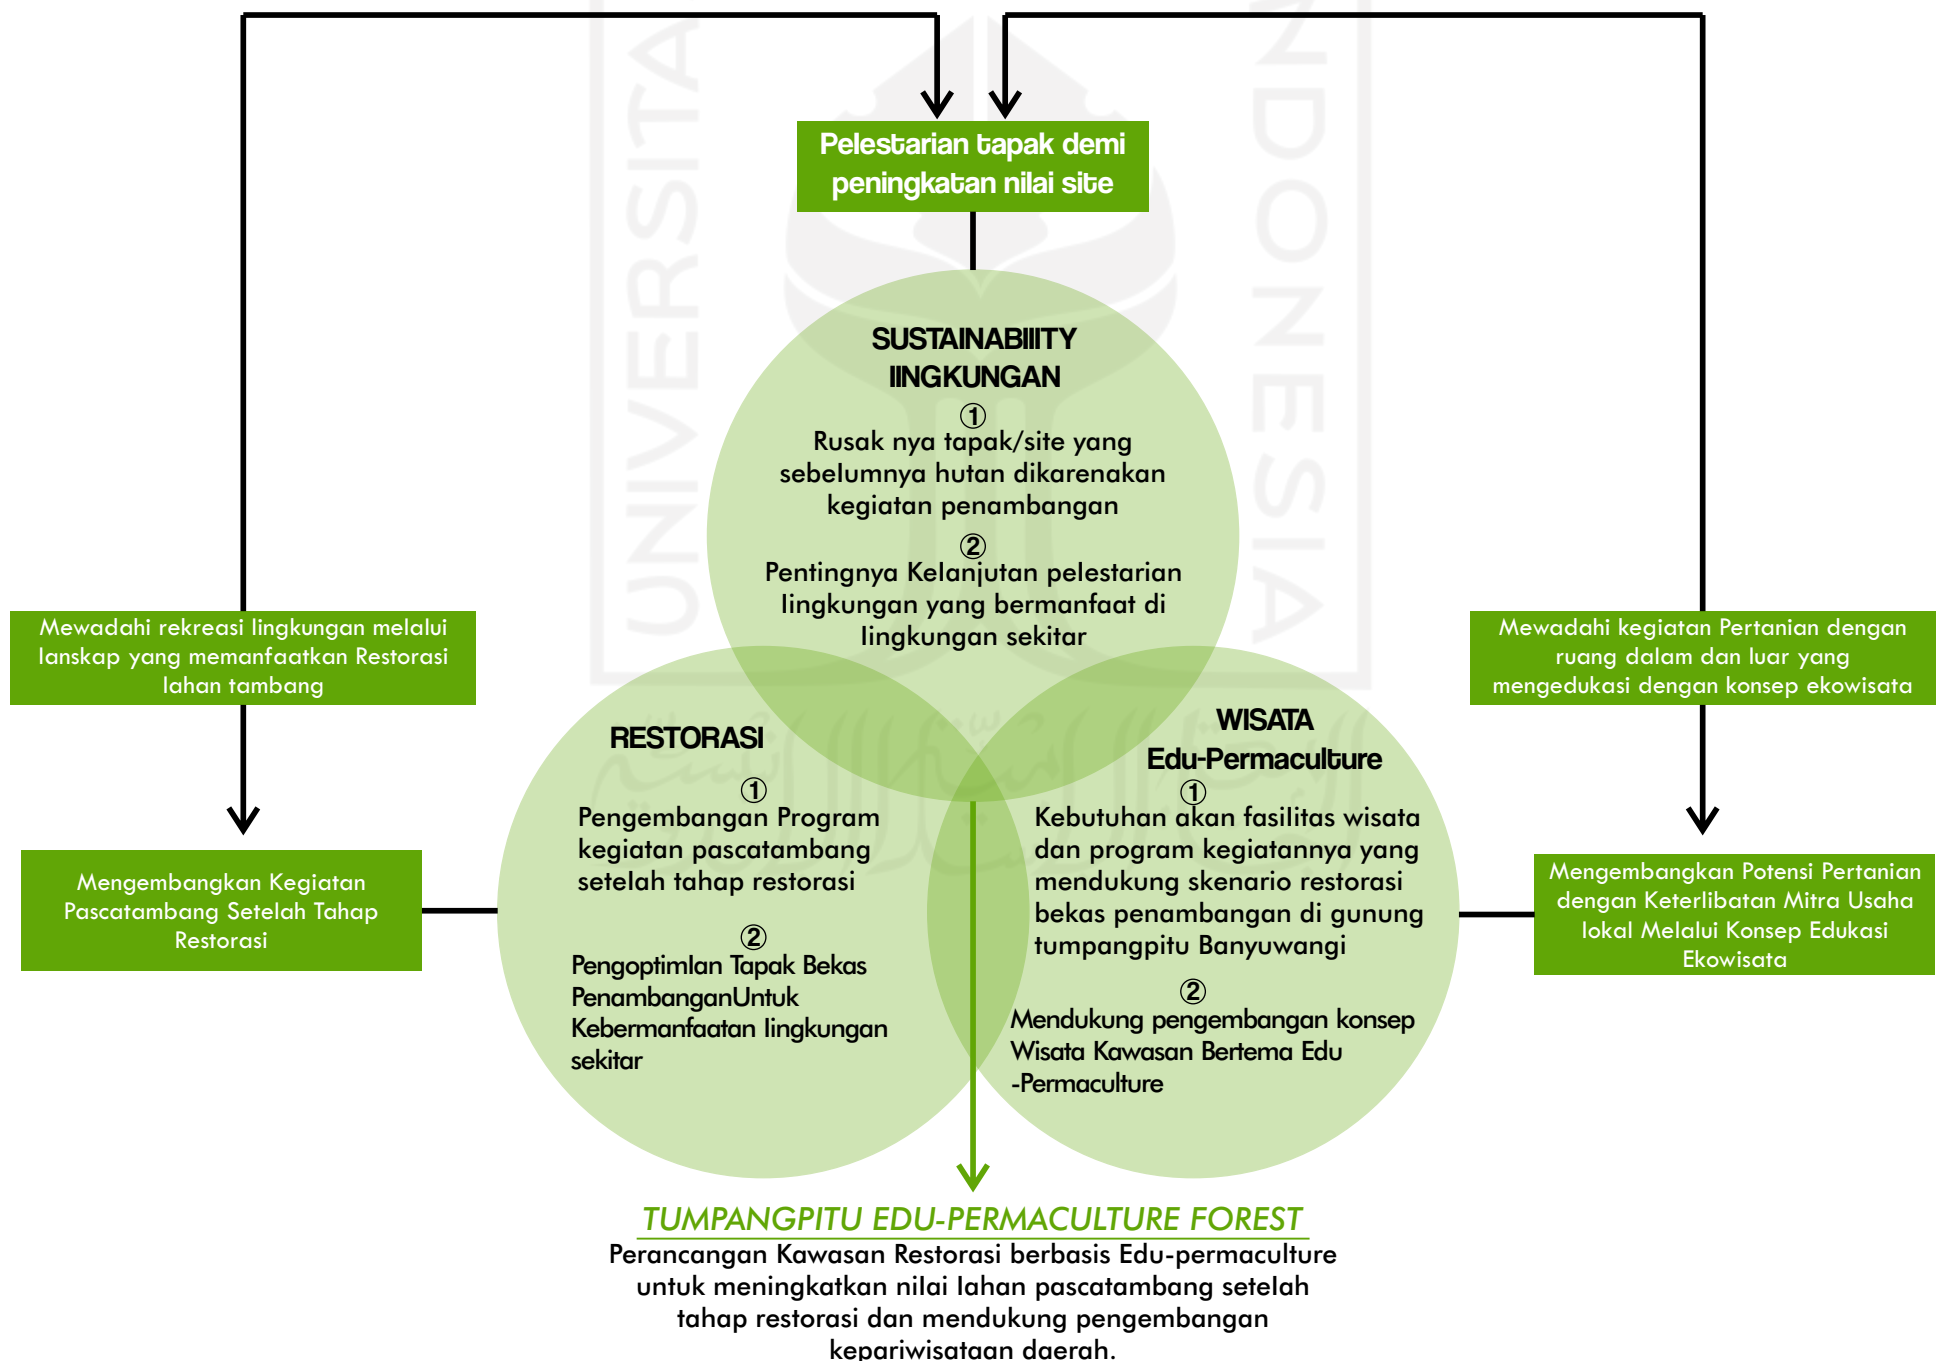 Pelestarian tapak demi
peningkatan nilai site
SUSTAINABIIITY
IINGKUNGAN
①
Rusak nya tapak/site yang
sebelumnya hutan dikarenakan
kegiatan penambangan
②
Pentingnya Kelanjutan pelestarian
lingkungan yang bermanfaat di
lingkungan sekitar
Mewadahi rekreasi lingkungan melalui
lanskap yang memanfaatkan Restorasi
lahan tambang
Mewadahi kegiatan Pertanian dengan
ruang dalam dan luar yang
mengedukasi dengan konsep ekowisata
RESTORASI
①
Pengembangan Program
kegiatan pascatambang
setelah tahap restorasi
②
Pengoptimlan Tapak Bekas
PenambanganUntuk
Kebermanfaatan lingkungan
sekitar
WISATA
Edu-Permaculture
①
Kebutuhan akan fasilitas wisata
dan program kegiatannya yang
mendukung skenario restorasi
bekas penambangan di gunung
tumpangpitu Banyuwangi
②
Mendukung pengembangan konsep
Wisata Kawasan Bertema Edu
-Permaculture
Mengembangkan Kegiatan
Pascatambang Setelah Tahap
Restorasi
Mengembangkan Potensi Pertanian
dengan Keterlibatan Mitra Usaha
lokal Melalui Konsep Edukasi
Ekowisata
TUMPANGPITU EDU-PERMACULTURE FOREST
Perancangan Kawasan Restorasi berbasis Edu-permaculture
untuk meningkatkan nilai lahan pascatambang setelah
tahap restorasi dan mendukung pengembangan
kepariwisataan daerah.
UNIVERSITA
NDONESIA